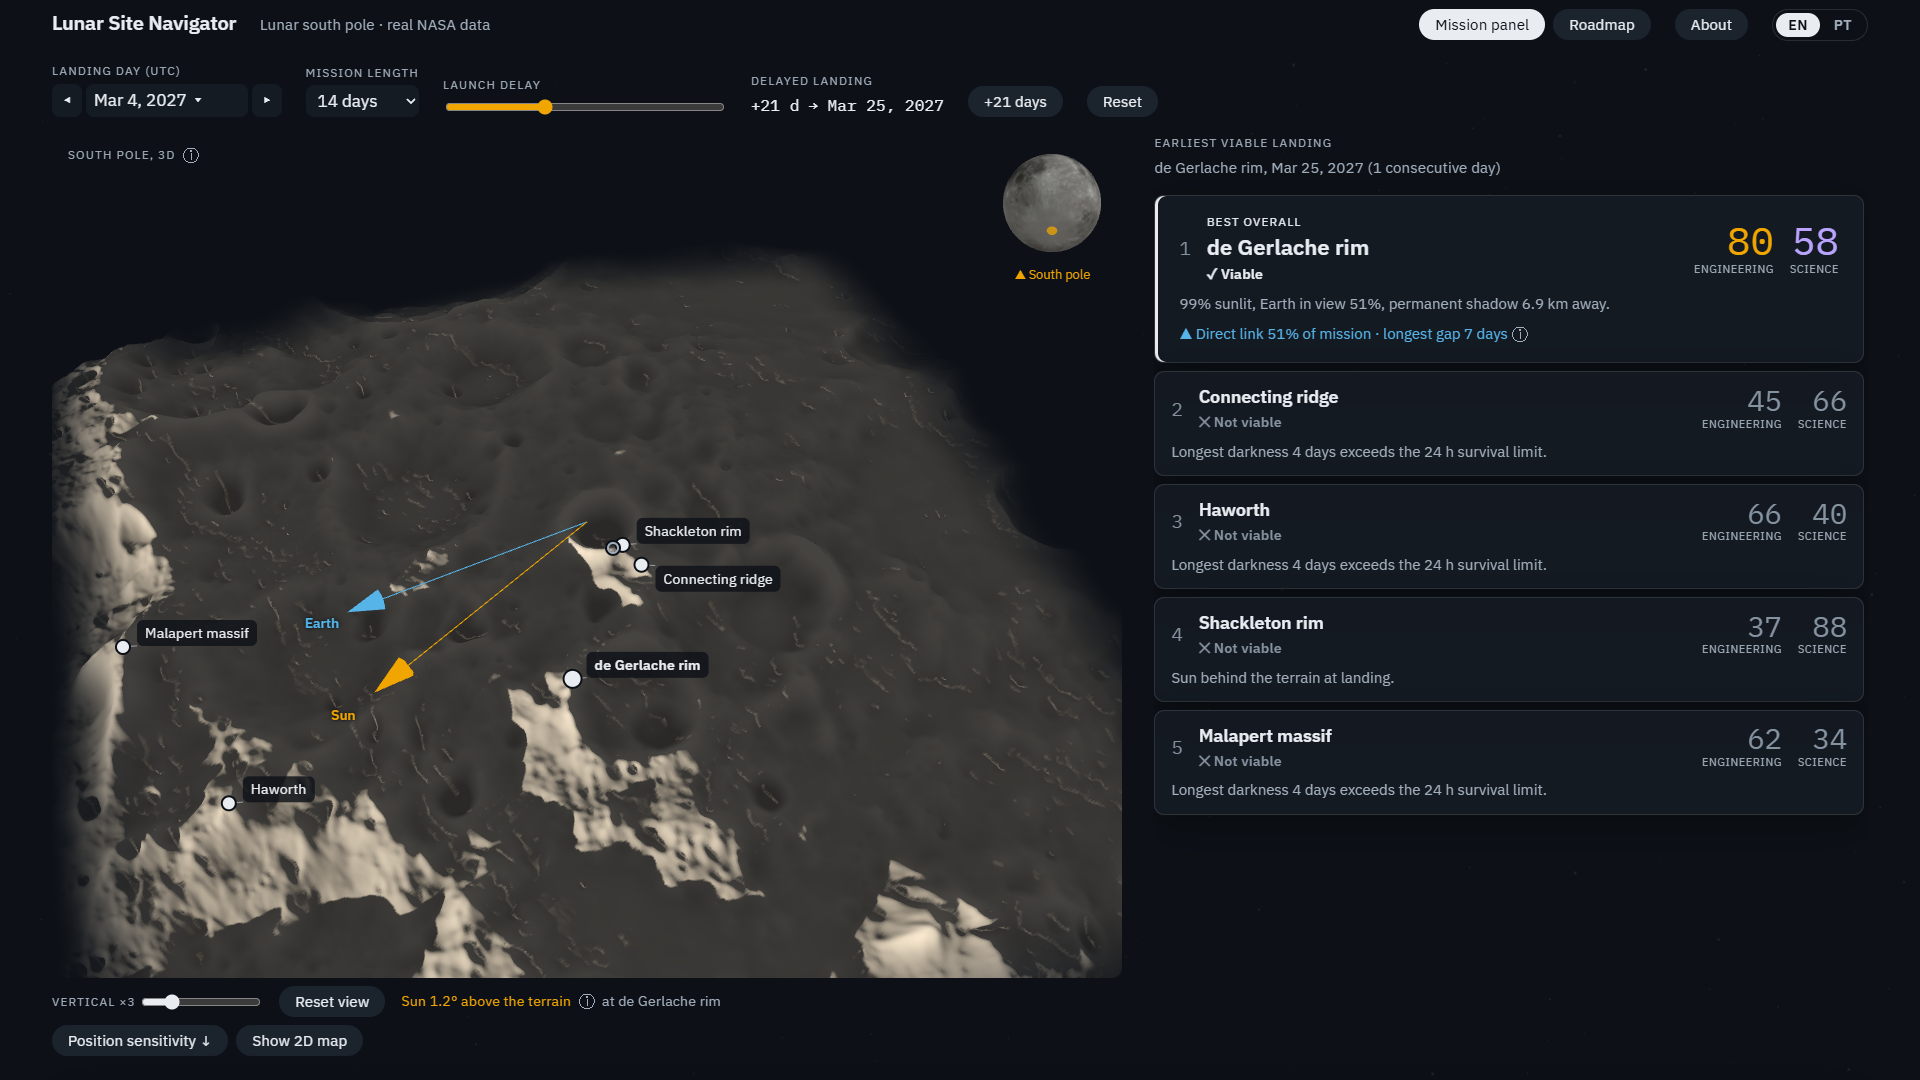 Lunar Site Navigator
Lunar south pole · real NASA data
Mission panel
Roadmap
About
EN
PT
LANDING DAY (UTC)
◂
Mar 4, 2027 ▾
▸
MISSION LENGTH
14 days
LAUNCH DELAY
DELAYED LANDING
+21 d → Mar 25, 2027
+21 days
Reset
SOUTH POLE, 3D ⓘ
▲ South pole
Shackleton rim
Connecting ridge
Earth
Malapert massif
de Gerlache rim
Sun
Haworth
EARLIEST VIABLE LANDING
de Gerlache rim, Mar 25, 2027 (1 consecutive day)
BEST OVERALL
1 de Gerlache rim
✓ Viable
80 ENGINEERING
58 SCIENCE
99% sunlit, Earth in view 51%, permanent shadow 6.9 km away.
▲ Direct link 51% of mission · longest gap 7 days ⓘ
2 Connecting ridge
✕ Not viable
45 ENGINEERING
66 SCIENCE
Longest darkness 4 days exceeds the 24 h survival limit.
3 Haworth
✕ Not viable
66 ENGINEERING
40 SCIENCE
Longest darkness 4 days exceeds the 24 h survival limit.
4 Shackleton rim
✕ Not viable
37 ENGINEERING
88 SCIENCE
Sun behind the terrain at landing.
5 Malapert massif
✕ Not viable
62 ENGINEERING
34 SCIENCE
Longest darkness 4 days exceeds the 24 h survival limit.
VERTICAL ×3
Reset view
Sun 1.2° above the terrain ⓘ at de Gerlache rim
Position sensitivity ↓
Show 2D map